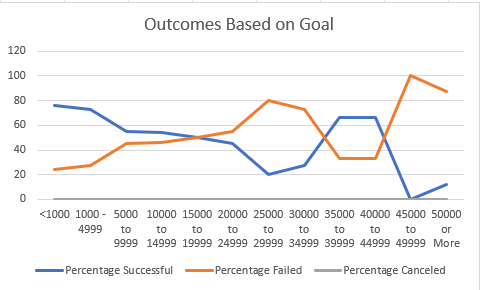 Outcomes Based on Goal
120
100
80
60
40
20
0
<1000 1000 - 5000 10000 15000 20000 25000 30000 35000 40000 45000 50000
4999 to to to to to to to to to or
9999 14999 19999 24999 29999 34999 39999 44999 49999 More
Percentage Successful Percentage Failed Percentage Canceled